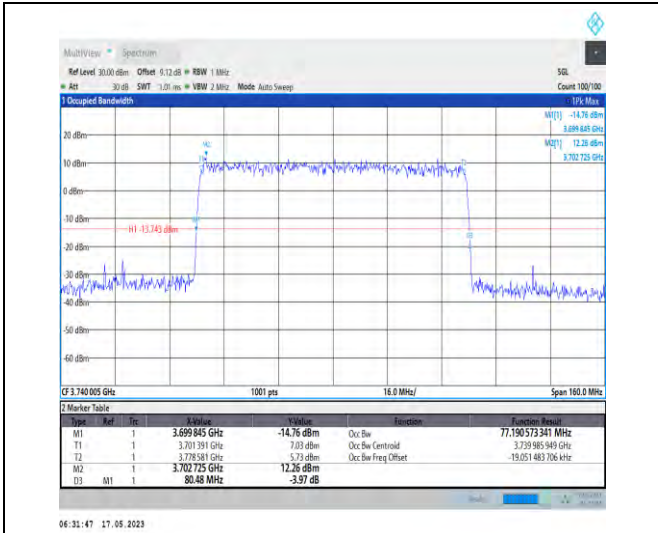 MultiView Spectrum
Ref Level 30.00 dBm Offset 9.12 dB RBW 1 MHz SGL
Att 30 dB SWT 1.01 ms VBW 2 MHz Mode Auto Sweep Count 100/100
1 Occupied Bandwidth 1Pk Max
M1[1] -14.76 dBm
3.699 845 GHz
M2[1] 12.26 dBm
3.702 725 GHz
20 dBm
M2
10 dBm
0 dBm
-10 dBm
H1 -13.743 dBm
-20 dBm
-30 dBm
-40 dBm
-50 dBm
-60 dBm
CF 3.740 005 GHz 1001 pts 16.0 MHz/ Span 160.0 MHz
2 Marker Table
Type Ref Trc X-Value Y-Value Function Function Result
M1 1 3.699 845 GHz -14.76 dBm Occ Bw 77.190 573 341 MHz
T1 1 3.701 391 GHz 7.03 dBm Occ Bw Centroid 3.739 985 949 GHz
T2 1 3.778 581 GHz 5.73 dBm Occ Bw Freq Offset -19.051 483 706 kHz
M2 1 3.702 725 GHz 12.26 dBm
D3 M1 1 80.48 MHz -3.97 dB
06:31:47 17.05.2023